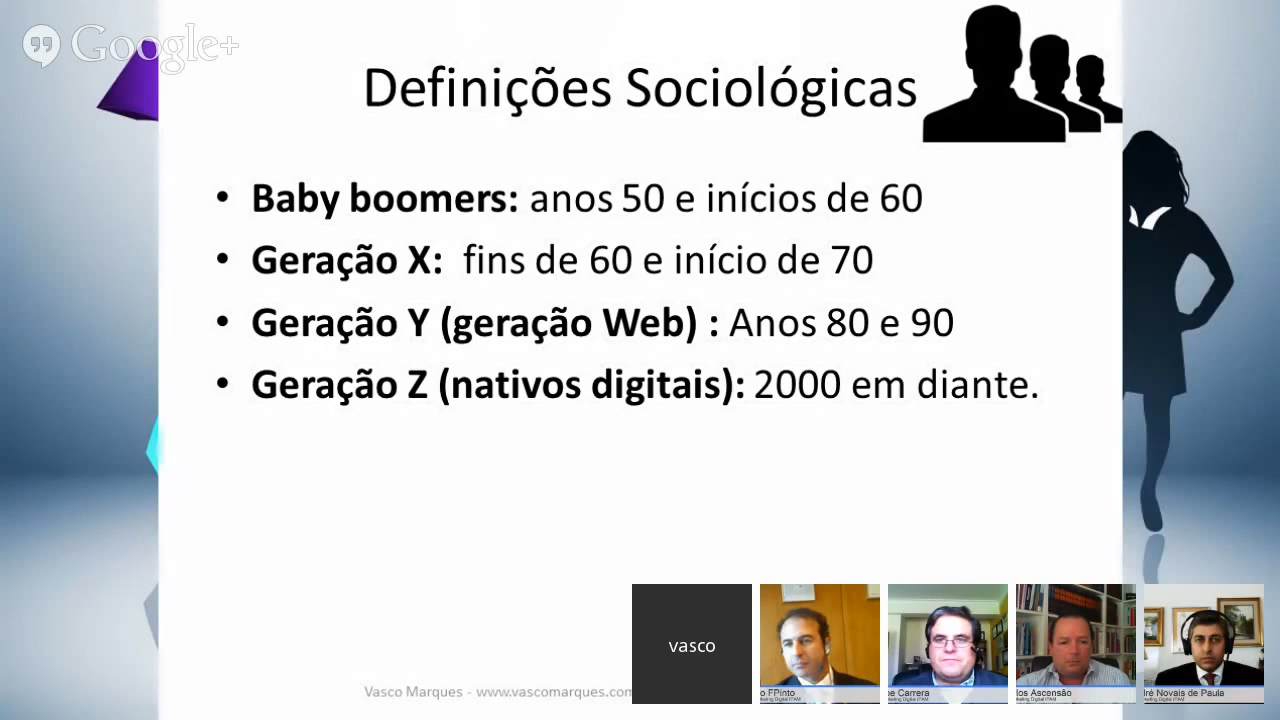 Google+
Definições Sociológicas
• Baby boomers: anos 50 e inícios de 60
• Geração X: fins de 60 e início de 70
• Geração Y (geração Web) : Anos 80 e 90
• Geração Z (nativos digitais): 2000 em diante.
vasco
Vasco Marques - www.vascomarques.com
o FPinto
Carrera
los Ascensão
dré Novais de Paula